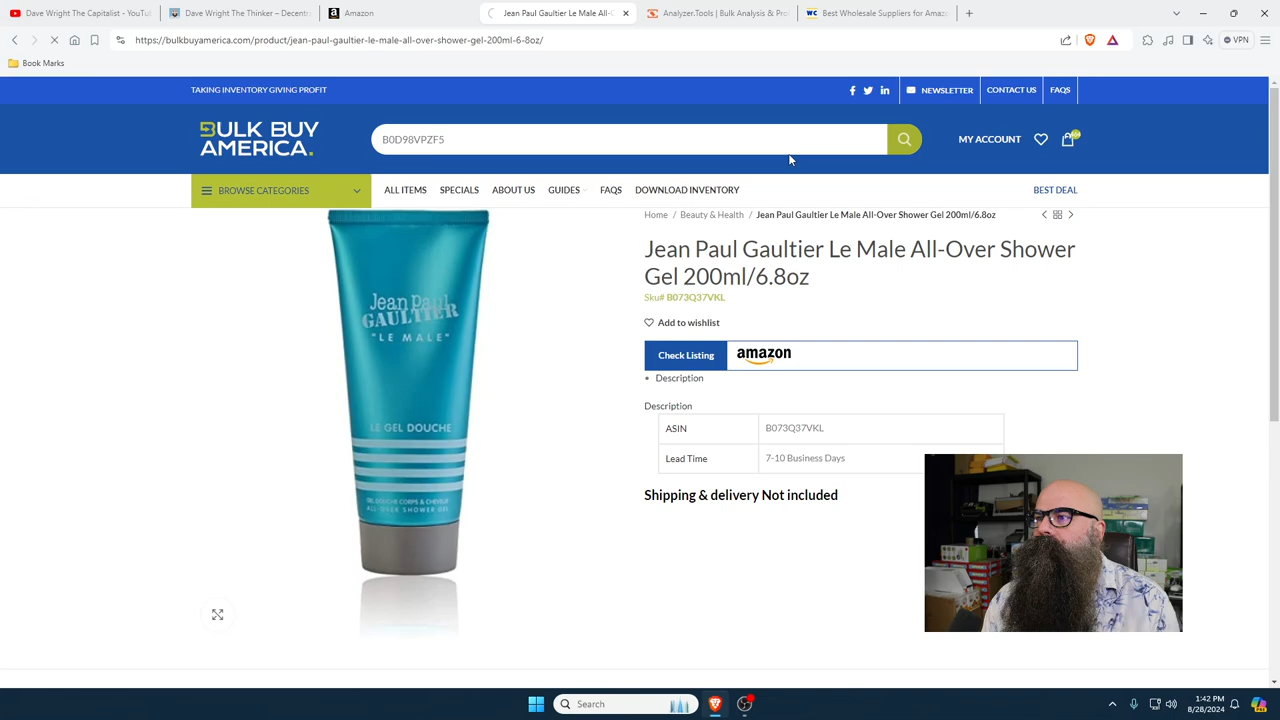 Dave Wright The Capitalist - YouTu
Dave Wright The Thinker – Decentr
Amazon
Jean Paul Gaultier Le Male All-
Analyzer.Tools | Bulk Analysis & Pro
Best Wholesale Suppliers for Amaz
https://bulkbuyamerica.com/product/jean-paul-gaultier-le-male-all-over-shower-gel-200ml-6-8oz/
VPN
Book Marks
TAKING INVENTORY GIVING PROFIT
NEWSLETTER
CONTACT US
FAQS
BULK BUY
AMERICA.
B0D98VPZF5
MY ACCOUNT
BROWSE CATEGORIES
ALL ITEMS
SPECIALS
ABOUT US
GUIDES
FAQS
DOWNLOAD INVENTORY
BEST DEAL
Home / Beauty & Health / Jean Paul Gaultier Le Male All-Over Shower Gel 200ml/6.8oz
Jean Paul Gaultier Le Male All-Over Shower
Gel 200ml/6.8oz
Sku# B073Q37VKL
Add to wishlist
Check Listing
amazon
• Description
Description
ASIN B073Q37VKL
Lead Time 7-10 Business Days
Shipping & delivery Not included
Jean Paul
GAULTIER
"LE MALE"
LE GEL DOUCHE
GEL DOUCHE CORPS & CHEVEUX
ALL-OVER SHOWER GEL
Search
1:42 PM
8/28/2024